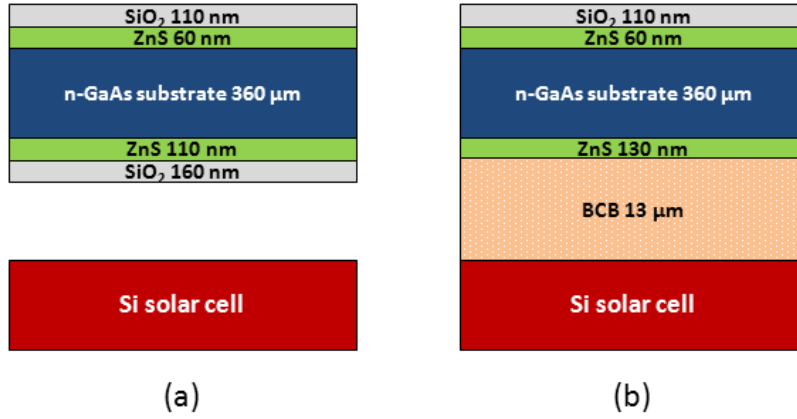 SiO₂ 110 nm
ZnS 60 nm
n-GaAs substrate 360 μm
ZnS 110 nm
SiO₂ 160 nm
Si solar cell
(a)
SiO₂ 110 nm
ZnS 60 nm
n-GaAs substrate 360 μm
ZnS 130 nm
BCB 13 μm
Si solar cell
(b)